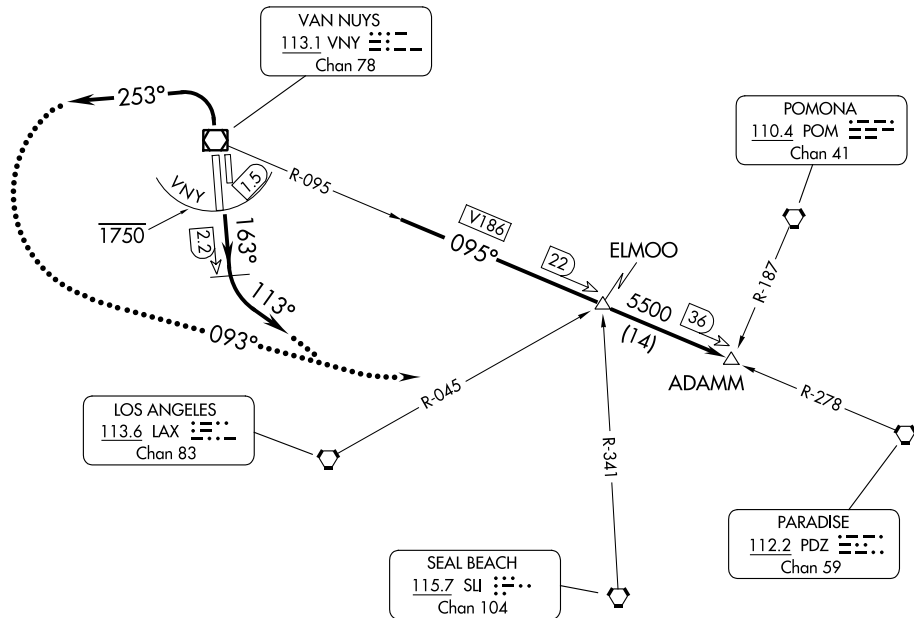 VAN NUYS
113.1 VNY
Chan 78
253°
POMONA
110.4 POM
Chan 41
VNY
1.5
R-095
1750
2.2
163°
V186
095°
ELMOO
22
R-187
113°
5500
(14)
36
093°
ADAMM
R-045
R-278
LOS ANGELES
113.6 LAX
Chan 83
R-341
PARADISE
112.2 PDZ
Chan 59
SEAL BEACH
115.7 SLI
Chan 104